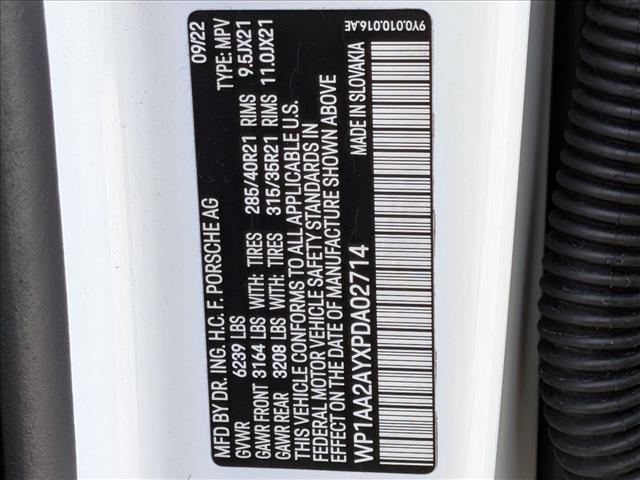 MFD BY DR. ING. H.C. F. PORSCHE AG 09/22
GVWR 6239 LBS TYPE: MPV
GAWR FRONT 3164 LBS WITH: TIRES 285/40R21 RIMS 9.5JX21
GAWR REAR 3208 LBS WITH: TIRES 315/35R21 RIMS 11.0JX21
THIS VEHICLE CONFORMS TO ALL APPLICABLE U.S.
FEDERAL MOTOR VEHICLE SAFETY STANDARDS IN
EFFECT ON THE DATE OF MANUFACTURE SHOWN ABOVE
WP1AA2AYXPDA02714 MADE IN SLOVAKIA
9Y0.010.016.AE